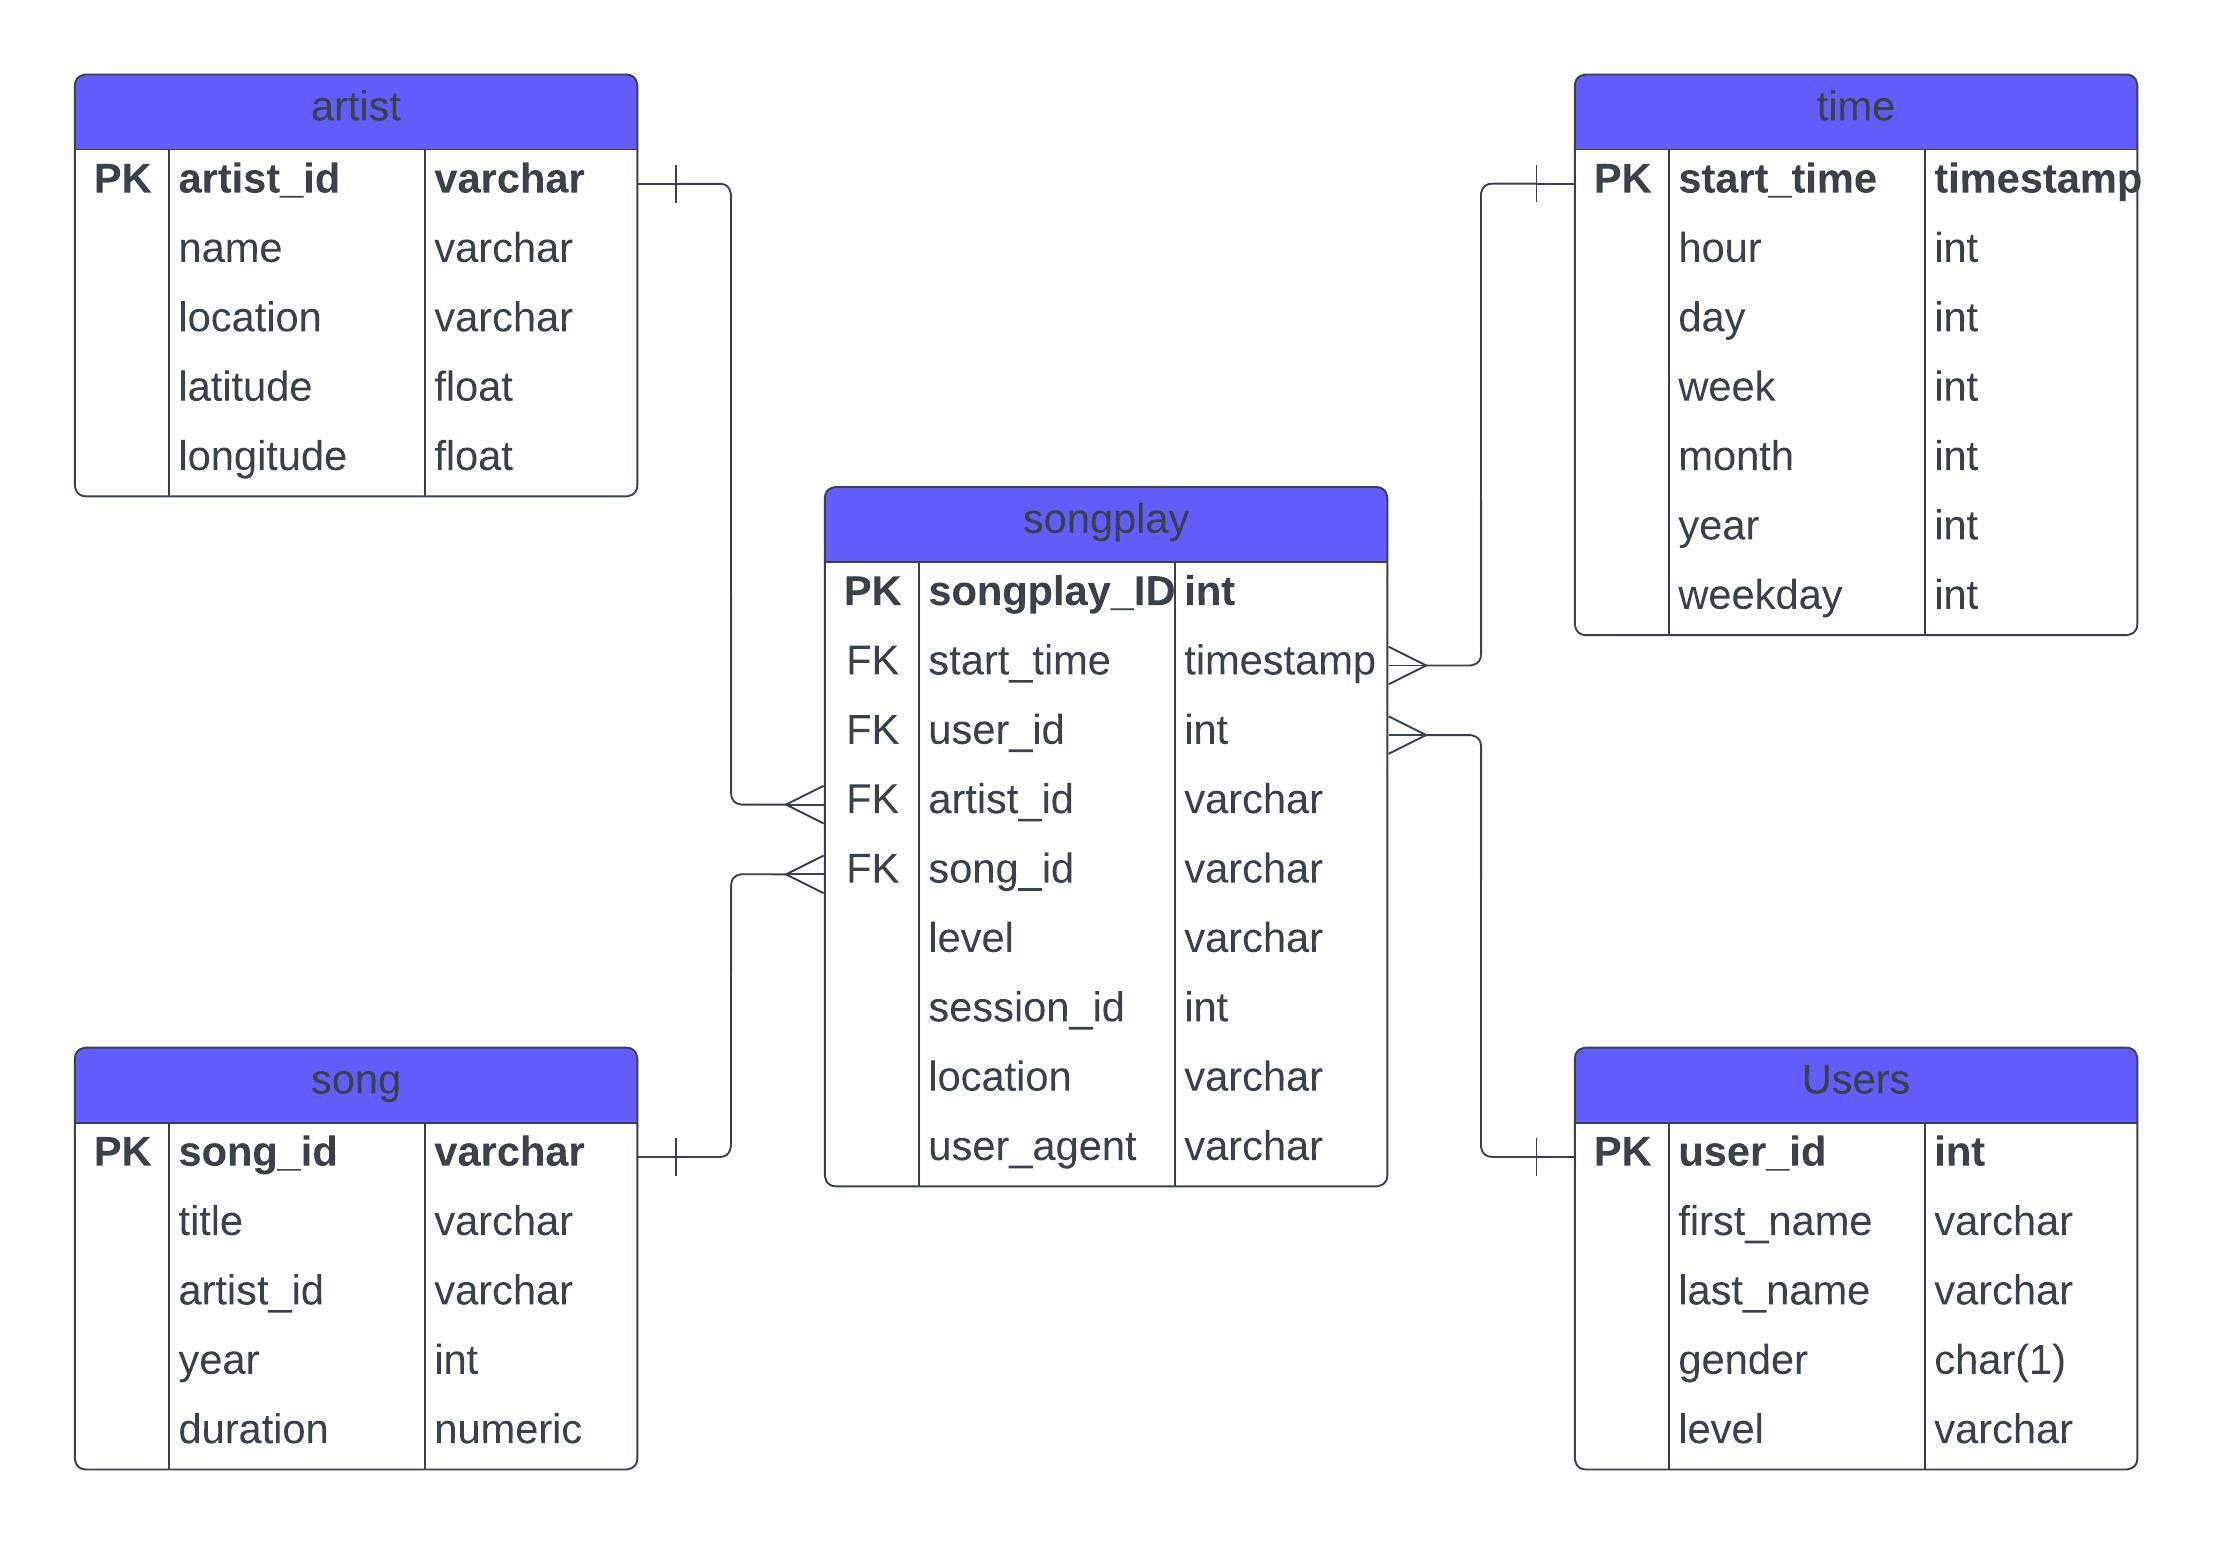 artist
PK artist_id varchar
name varchar
location varchar
latitude float
longitude float
time
PK start_time timestamp
hour int
day int
week int
month int
year int
weekday int
songplay
PK songplay_ID int
FK start_time timestamp
FK user_id int
FK artist_id varchar
FK song_id varchar
level varchar
session_id int
location varchar
user_agent varchar
song
PK song_id varchar
title varchar
artist_id varchar
year int
duration numeric
Users
PK user_id int
first_name varchar
last_name varchar
gender char(1)
level varchar